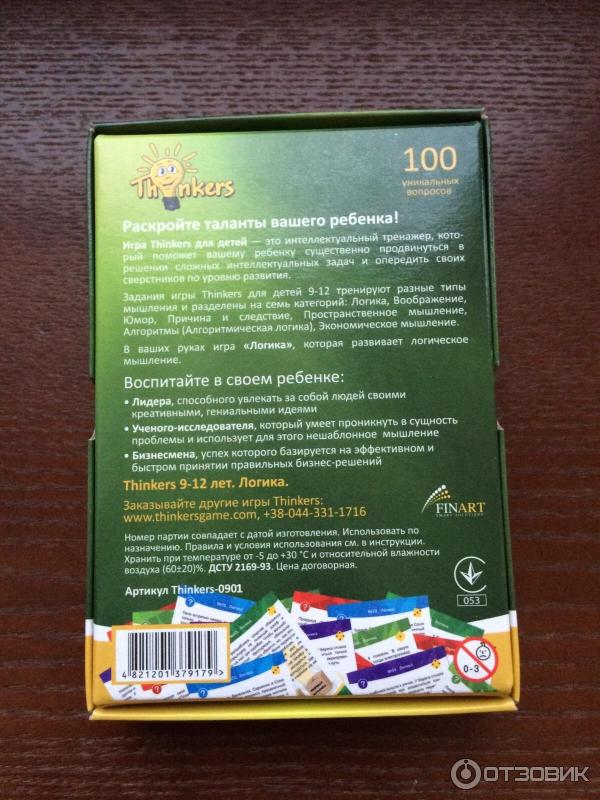 Thinkers
100
уникальных
вопросов
Раскройте таланты вашего ребенка!
Игра Thinkers для детей — это интеллектуальный тренажер, кото-
рый поможет вашему ребенку существенно продвинуться в
решении сложных интеллектуальных задач и опередить своих
сверстников по уровню развития.
Задания игры Thinkers для детей 9-12 тренируют разные типы
мышления и разделены на семь категорий: Логика, Воображение,
Юмор, Причина и следствие, Пространственное мышление,
Алгоритмы (Алгоритмическая логика), Экономическое мышление.
В ваших руках игра «Логика», которая развивает логическое
мышление.
Воспитайте в своем ребенке:
• Лидера, способного увлекать за собой людей своими
креативными, гениальными идеями
• Ученого-исследователя, который умеет проникнуть в сущность
проблемы и использует для этого нешаблонное мышление
• Бизнесмена, успех которого базируется на эффективном и
быстром принятии правильных бизнес-решений
Thinkers 9-12 лет. Логика.
Заказывайте другие игры Thinkers:
www.thinkersgame.com, +38-044-331-1716
FINART
SMART SOLUTIONS
Номер партии совпадает с датой изготовления. Использовать по
назначению. Правила и условия использования см. в инструкции.
Хранить при температуре от -5 до +30 °C и относительной влажности
воздуха (60±20)%. ДСТУ 2169-93. Цена договорная.
Артикул Thinkers-0901
053
4 821201 379179 >
0-3
ОТЗОВИК